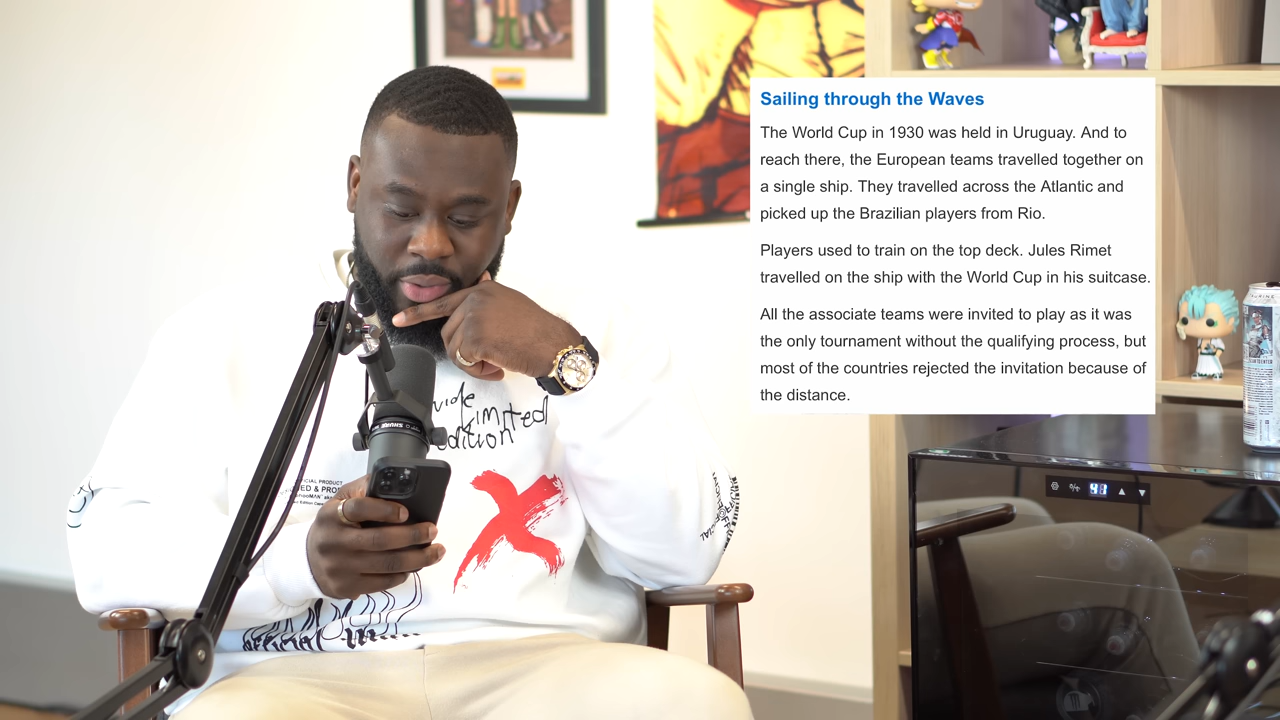 Sailing through the Waves
The World Cup in 1930 was held in Uruguay. And to
reach there, the European teams travelled together on
a single ship. They travelled across the Atlantic and
picked up the Brazilian players from Rio.
Players used to train on the top deck. Jules Rimet
travelled on the ship with the World Cup in his suitcase.
All the associate teams were invited to play as it was
the only tournament without the qualifying process, but
most of the countries rejected the invitation because of
the distance.
limited
edition
SHURE
41